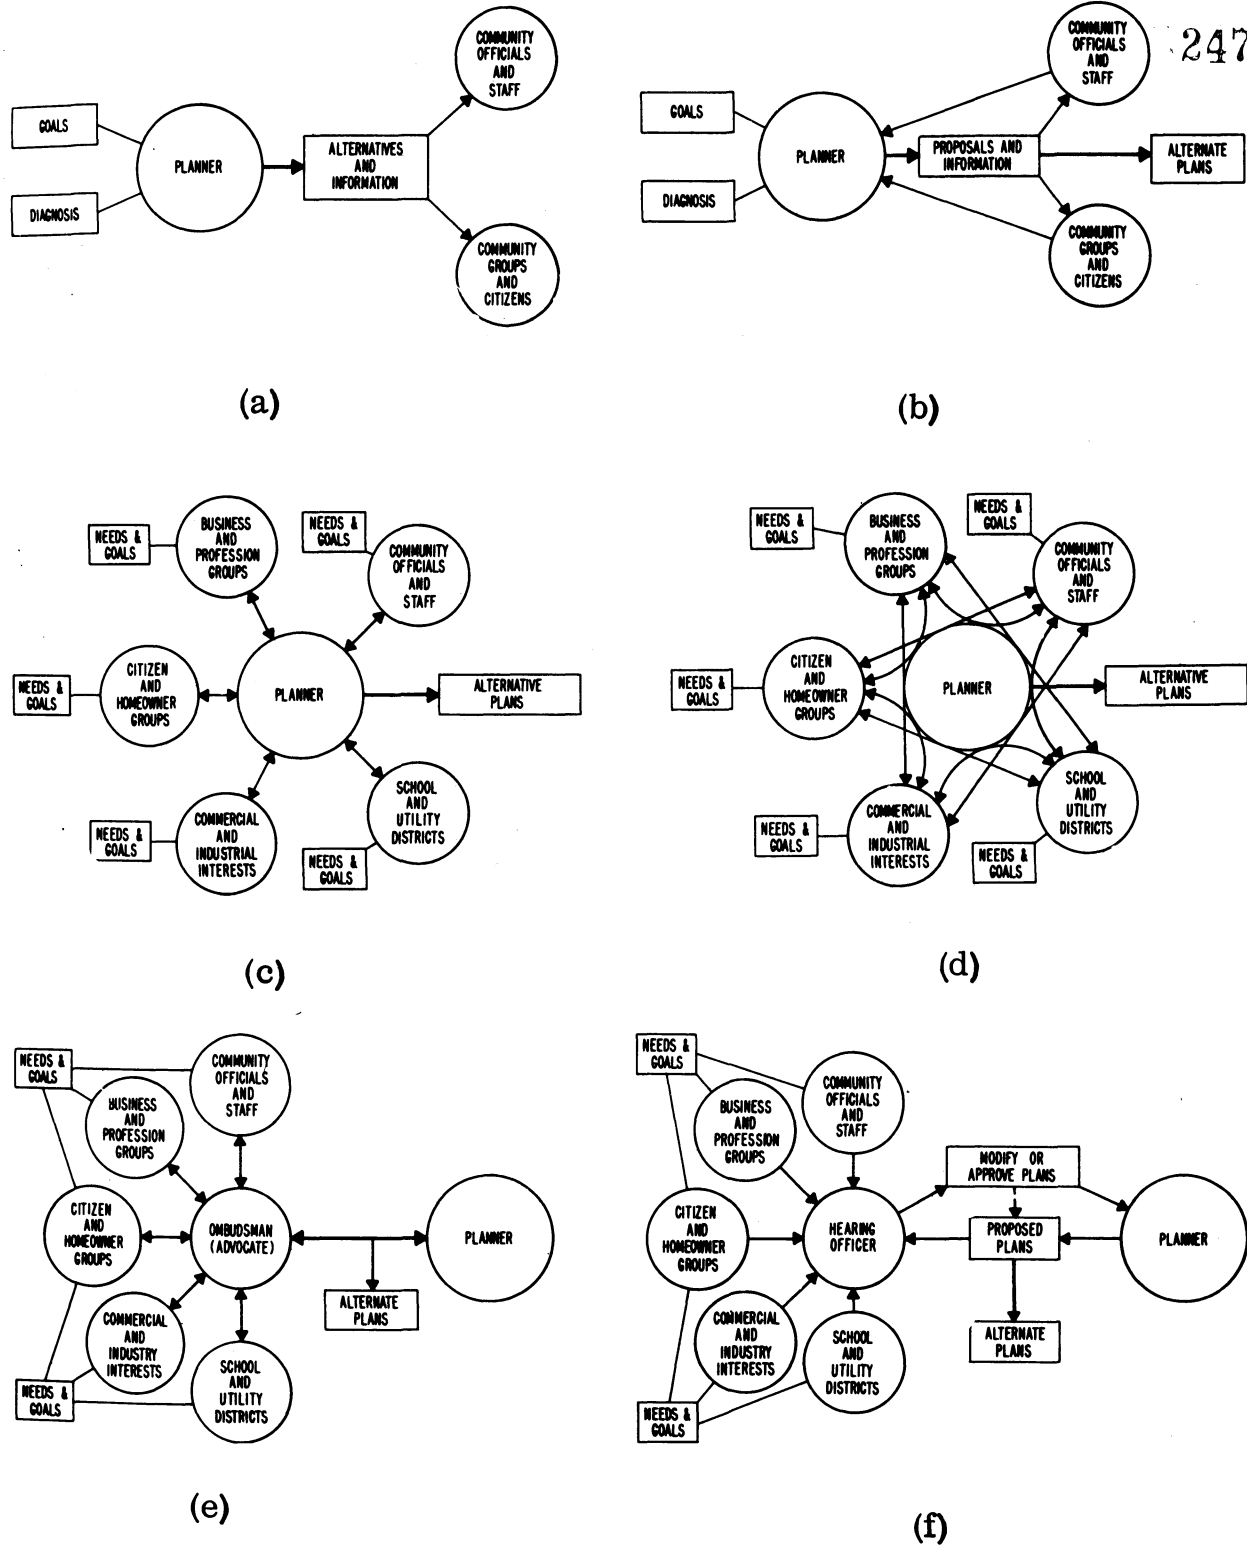 247
COMMUNITY
OFFICIALS
AND
STAFF
GOALS
PLANNER
ALTERNATIVES
AND
INFORMATION
DIAGNOSIS
COMMUNITY
GROUPS
AND
CITIZENS
(a)
COMMUNITY
OFFICIALS
AND
STAFF
GOALS
PLANNER
PROPOSALS AND
INFORMATION
ALTERNATE
PLANS
DIAGNOSIS
COMMUNITY
GROUPS
AND
CITIZENS
(b)
NEEDS &
GOALS
BUSINESS
AND
PROFESSION
GROUPS
NEEDS &
GOALS
COMMUNITY
OFFICIALS
AND
STAFF
NEEDS &
GOALS
CITIZEN
AND
HOMEOWNER
GROUPS
PLANNER
ALTERNATIVE
PLANS
NEEDS &
GOALS
COMMERCIAL
AND
INDUSTRIAL
INTERESTS
NEEDS &
GOALS
SCHOOL
AND
UTILITY
DISTRICTS
(c)
NEEDS &
GOALS
BUSINESS
AND
PROFESSION
GROUPS
NEEDS &
GOALS
COMMUNITY
OFFICIALS
AND
STAFF
NEEDS &
GOALS
CITIZEN
AND
HOMEOWNER
GROUPS
PLANNER
ALTERNATIVE
PLANS
NEEDS &
GOALS
COMMERCIAL
AND
INDUSTRIAL
INTERESTS
NEEDS &
GOALS
SCHOOL
AND
UTILITY
DISTRICTS
(d)
NEEDS &
GOALS
COMMUNITY
OFFICIALS
AND
STAFF
BUSINESS
AND
PROFESSION
GROUPS
CITIZEN
AND
HOMEOWNER
GROUPS
OMBUDSMAN
(ADVOCATE)
PLANNER
ALTERNATE
PLANS
COMMERCIAL
AND
INDUSTRY
INTERESTS
SCHOOL
AND
UTILITY
DISTRICTS
NEEDS &
GOALS
(e)
NEEDS &
GOALS
COMMUNITY
OFFICIALS
AND
STAFF
BUSINESS
AND
PROFESSION
GROUPS
MODIFY OR
APPROVE PLANS
CITIZEN
AND
HOMEOWNER
GROUPS
HEARING
OFFICER
PROPOSED
PLANS
PLANNER
ALTERNATE
PLANS
COMMERCIAL
AND
INDUSTRY
INTERESTS
SCHOOL
AND
UTILITY
DISTRICTS
NEEDS &
GOALS
(f)